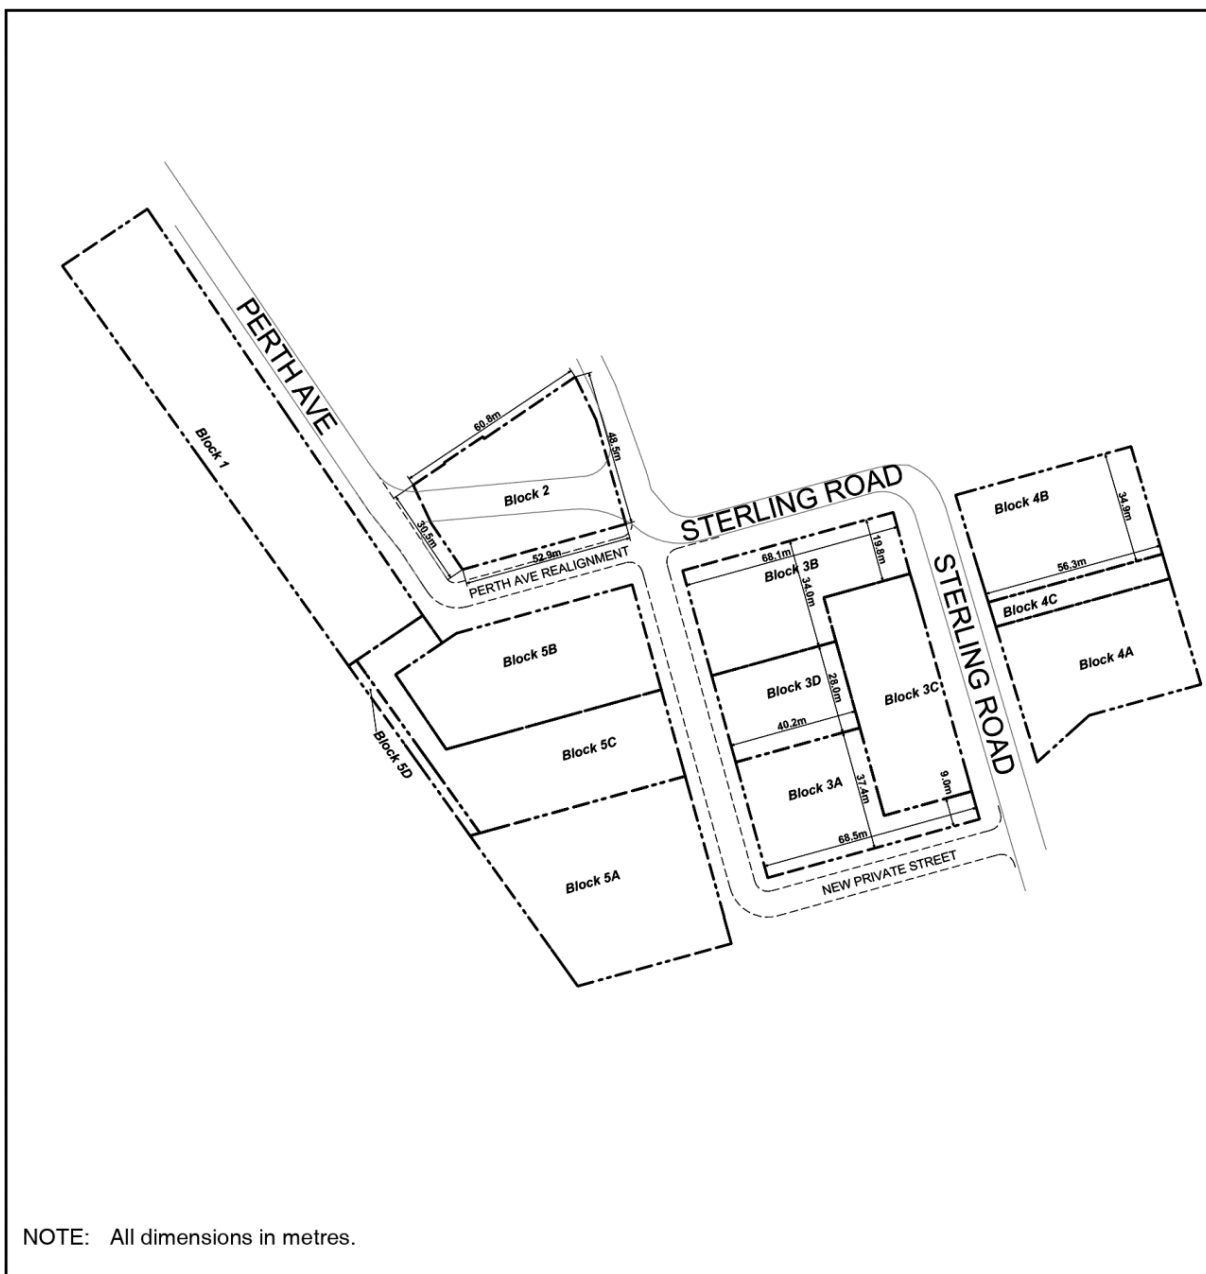 PERTH AVE
Block 1
60.8m
48.5m
Block 2
30.5m
52.9m
PERTH AVE REALIGNMENT
STERLING ROAD
68.1m
19.8m
Block 3B
34.0m
STERLING ROAD
Block 4B
34.9m
56.3m
Block 4C
Block 4A
Block 5B
Block 3D
28.0m
Block 3C
40.2m
Block 5C
Block 5D
Block 3A
37.4m
9.0m
68.5m
Block 5A
NEW PRIVATE STREET
NOTE: All dimensions in metres.